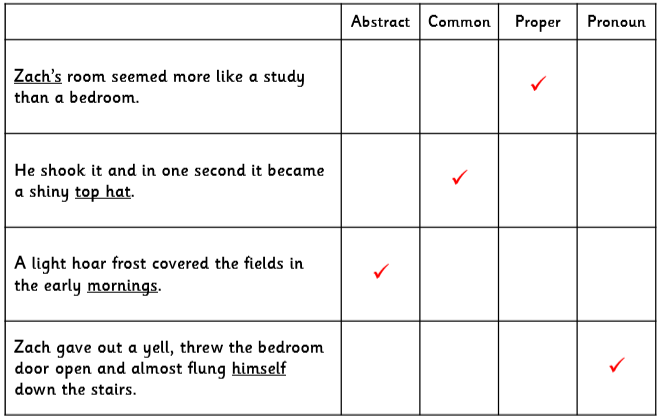 Abstract Common Proper Pronoun
Zach's room seemed more like a study
than a bedroom.
He shook it and in one second it became
a shiny top hat.
A light hoar frost covered the fields in
the early mornings.
Zach gave out a yell, threw the bedroom
door open and almost flung himself
down the stairs.